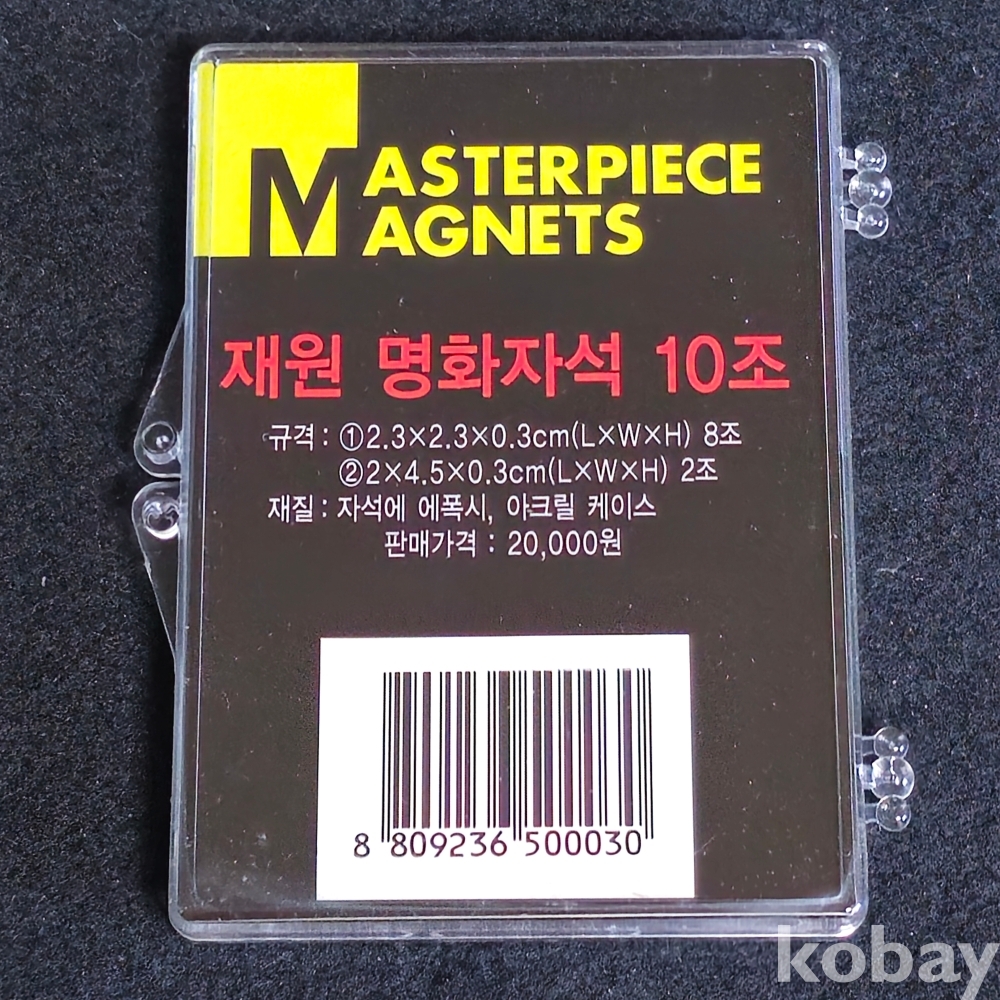 MASTERPIECE
MAGNETS
재원 명화자석 10조
규격 : ①2.3×2.3×0.3cm(L×W×H) 8조
②2×4.5×0.3cm(L×W×H) 2조
재질 : 자석에 에폭시, 아크릴 케이스
판매가격 : 20,000원
8 809236 500030
kobay